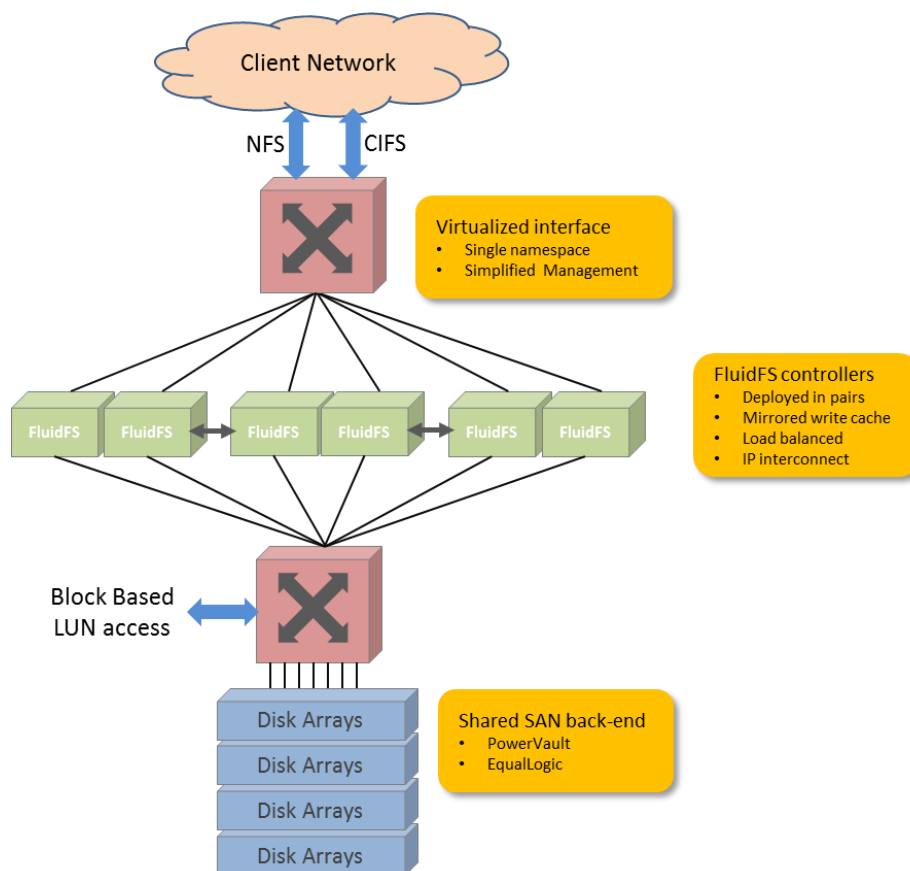 Client Network
NFS
CIFS
Virtualized interface
• Single namespace
• Simplified Management
FluidFS controllers
• Deployed in pairs
• Mirrored write cache
• Load balanced
• IP interconnect
FluidFS
FluidFS
FluidFS
FluidFS
FluidFS
FluidFS
Block Based
LUN access
Disk Arrays
Disk Arrays
Disk Arrays
Disk Arrays
Shared SAN back-end
• PowerVault
• EqualLogic